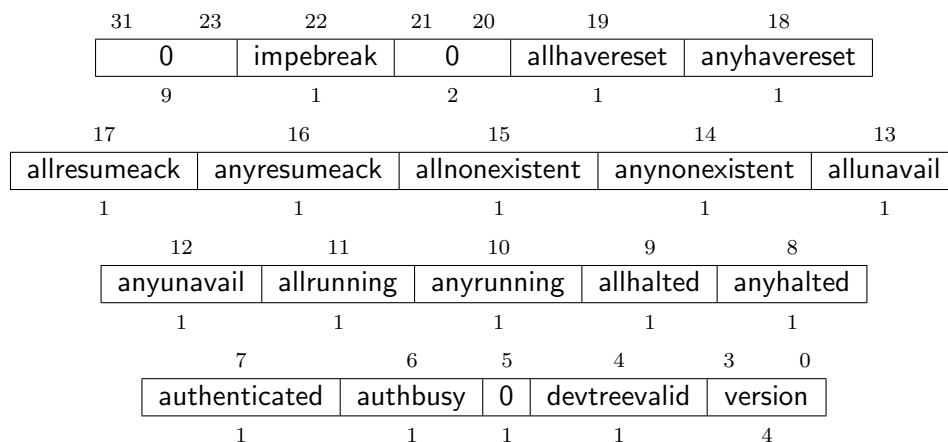 31 23 22 21 20 19 18
0 impebreak 0 allhavereset anyhavereset
9 1 2 1 1
17 16 15 14 13
allresumeack anyresumeack allnonexistent anynonexistent allunavail
1 1 1 1 1
12 11 10 9 8
anyunavail allrunning anyrunning allhalted anyhalted
1 1 1 1 1
7 6 5 4 3 0
authenticated authbusy 0 devtreevalid version
1 1 1 1 4